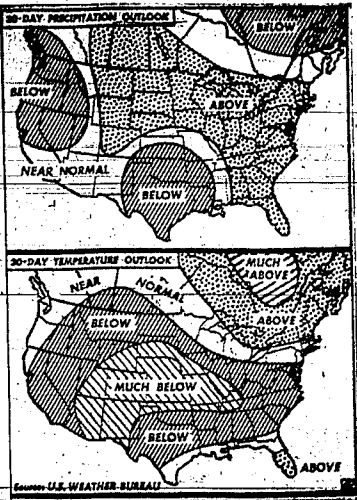 30-DAY PRECIPITATION OUTLOOK
BELOW
BELOW
ABOVE
NEAR NORMAL
BELOW
30-DAY TEMPERATURE OUTLOOK
MUCH
ABOVE
NEAR
NORMAL
ABOVE
BELOW
MUCH BELOW
BELOW
ABOVE
Source: U.S. WEATHER BUREAU